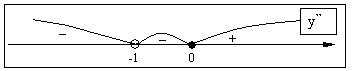 y¨
– – +
-1 0